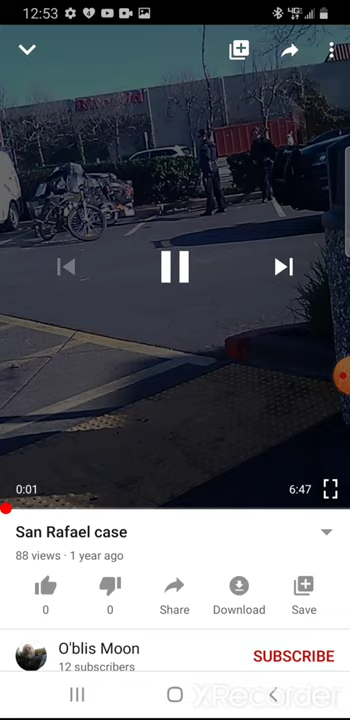 12:53
0:01
6:47
San Rafael case
88 views · 1 year ago
0
0
Share
Download
Save
O'blis Moon
12 subscribers
SUBSCRIBE
XRecorder